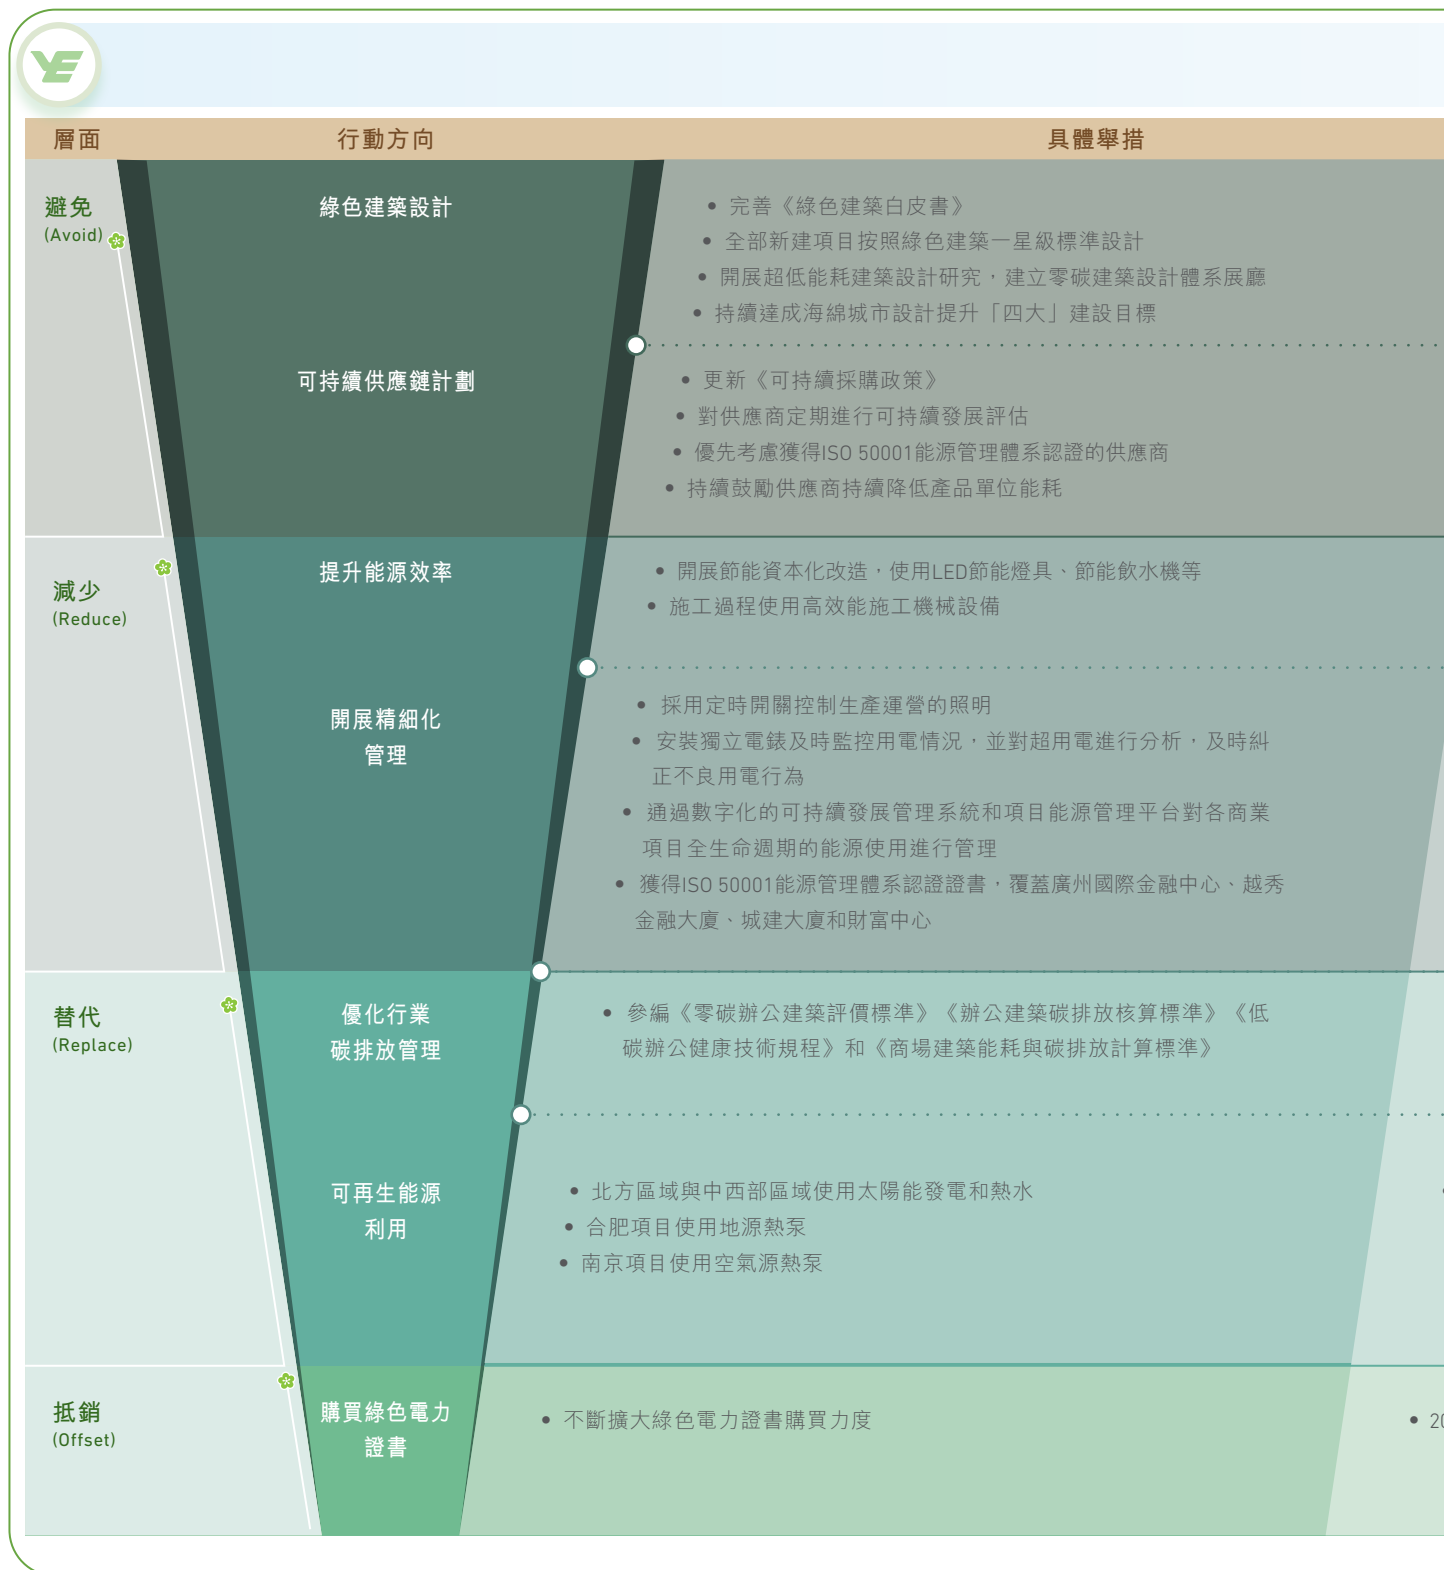 層面 行動方向 具體舉措
避免
(Avoid)
綠色建築設計
• 完善《綠色建築白皮書》
• 全部新建項目按照綠色建築一星級標準設計
• 開展超低能耗建築設計研究，建立零碳建築設計體系展廳
• 持續達成海綿城市設計提升「四大」建設目標
可持續供應鏈計劃
• 更新《可持續採購政策》
• 對供應商定期進行可持續發展評估
• 優先考慮獲得ISO 50001能源管理體系認證的供應商
• 持續鼓勵供應商持續降低產品單位能耗
減少
(Reduce)
提升能源效率
• 開展節能資本化改造，使用LED節能燈具、節能飲水機等
• 施工過程使用高效能施工機械設備
開展精細化
管理
• 採用定時開關控制生產運營的照明
• 安裝獨立電錶及時監控用電情況，並對超用電進行分析，及時糾
正不良用電行為
• 通過數字化的可持續發展管理系統和項目能源管理平台對各商業
項目全生命週期的能源使用進行管理
• 獲得ISO 50001能源管理體系認證證書，覆蓋廣州國際金融中心、越秀
金融大廈、城建大廈和財富中心
替代
(Replace)
優化行業
碳排放管理
• 參編《零碳辦公建築評價標準》《辦公建築碳排放核算標準》《低
碳辦公健康技術規程》和《商場建築能耗與碳排放計算標準》
可再生能源
利用
• 北方區域與中西部區域使用太陽能發電和熱水
• 合肥項目使用地源熱泵
• 南京項目使用空氣源熱泵
抵銷
(Offset)
購買綠色電力
證書
• 不斷擴大綠色電力證書購買力度